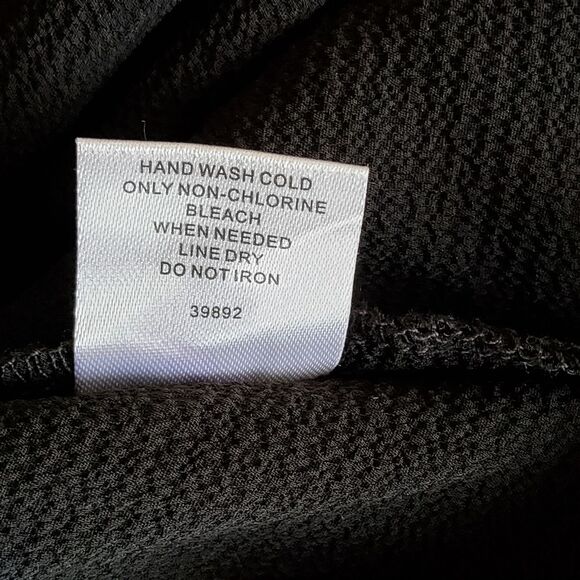 HAND WASH COLD
ONLY NON-CHLORINE
BLEACH
WHEN NEEDED
LINE DRY
DO NOT IRON
39892